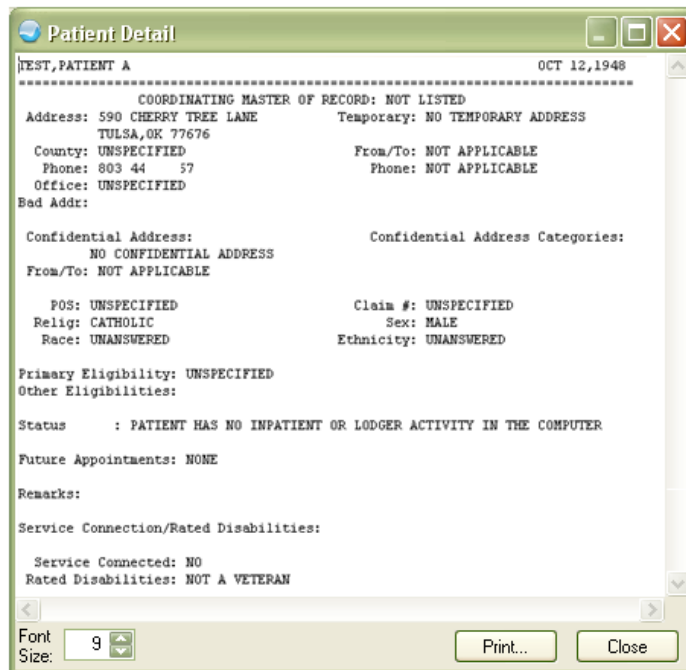 Patient Detail
TEST,PATIENT A OCT 12,1948
==========================================================================
COORDINATING MASTER OF RECORD: NOT LISTED
Address: 590 CHERRY TREE LANE Temporary: NO TEMPORARY ADDRESS
TULSA,OK 77676
County: UNSPECIFIED From/To: NOT APPLICABLE
Phone: 803 44 57 Phone: NOT APPLICABLE
Office: UNSPECIFIED
Bad Addr:
Confidential Address: Confidential Address Categories:
NO CONFIDENTIAL ADDRESS
From/To: NOT APPLICABLE
POS: UNSPECIFIED Claim #: UNSPECIFIED
Relig: CATHOLIC Sex: MALE
Race: UNANSWERED Ethnicity: UNANSWERED
Primary Eligibility: UNSPECIFIED
Other Eligibilities:
Status : PATIENT HAS NO INPATIENT OR LODGER ACTIVITY IN THE COMPUTER
Future Appointments: NONE
Remarks:
Service Connection/Rated Disabilities:
Service Connected: NO
Rated Disabilities: NOT A VETERAN
Font Size: 9 Print... Close